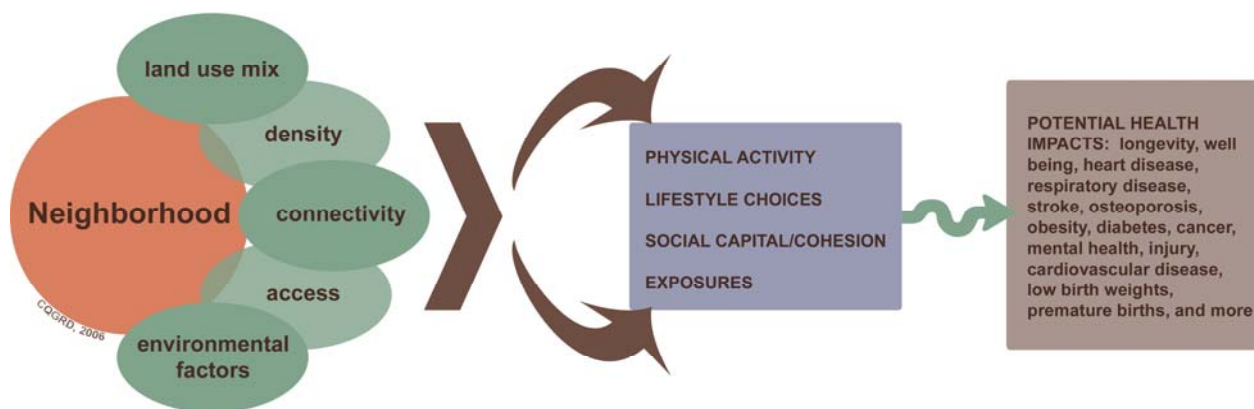 land use mix
density
Neighborhood
connectivity
access
environmental
factors
CQGRD, 2006
PHYSICAL ACTIVITY
LIFESTYLE CHOICES
SOCIAL CAPITAL/COHESION
EXPOSURES
POTENTIAL HEALTH
IMPACTS: longevity, well
being, heart disease,
respiratory disease,
stroke, osteoporosis,
obesity, diabetes, cancer,
mental health, injury,
cardiovascular disease,
low birth weights,
premature births, and more